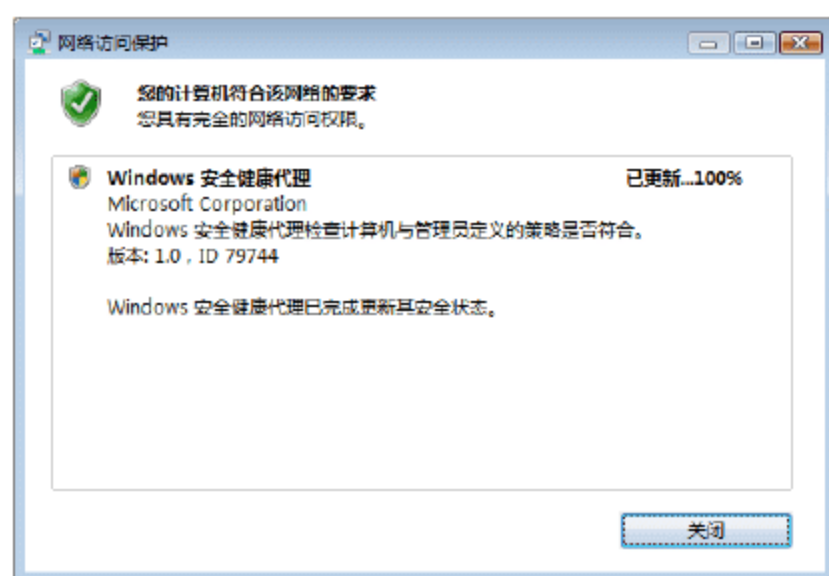 网络访问保护
您的计算机符合该网络的要求
您具有完全的网络访问权限。
Windows 安全健康代理 已更新...100%
Microsoft Corporation
Windows 安全健康代理检查计算机与管理员定义的策略是否符合。
版本: 1.0，ID 79744
Windows 安全健康代理已完成更新其安全状态。
关闭